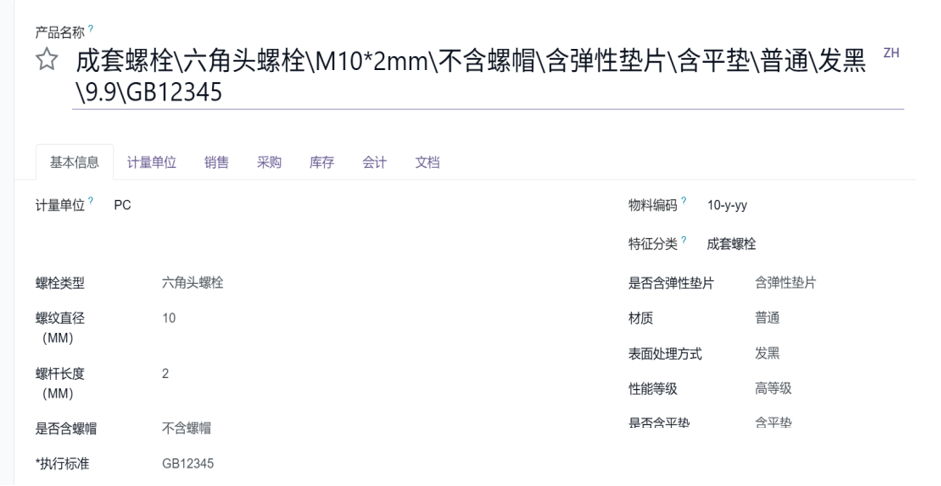 产品名称 ?
成套螺栓\六角头螺栓\M10*2mm\不含螺帽\含弹性垫片\含平垫\普通\发黑 ZH
\9.9\GB12345
基本信息 计量单位 销售 采购 库存 会计 文档
计量单位 ? PC 物料编码 ? 10-y-yy
特征分类 ? 成套螺栓
螺栓类型 六角头螺栓 是否含弹性垫片 含弹性垫片
螺纹直径 10 材质 普通
（MM）
表面处理方式 发黑
螺杆长度 2
（MM） 性能等级 高等级
是否含螺帽 不含螺帽 是否含平垫 含平垫
*执行标准 GB12345